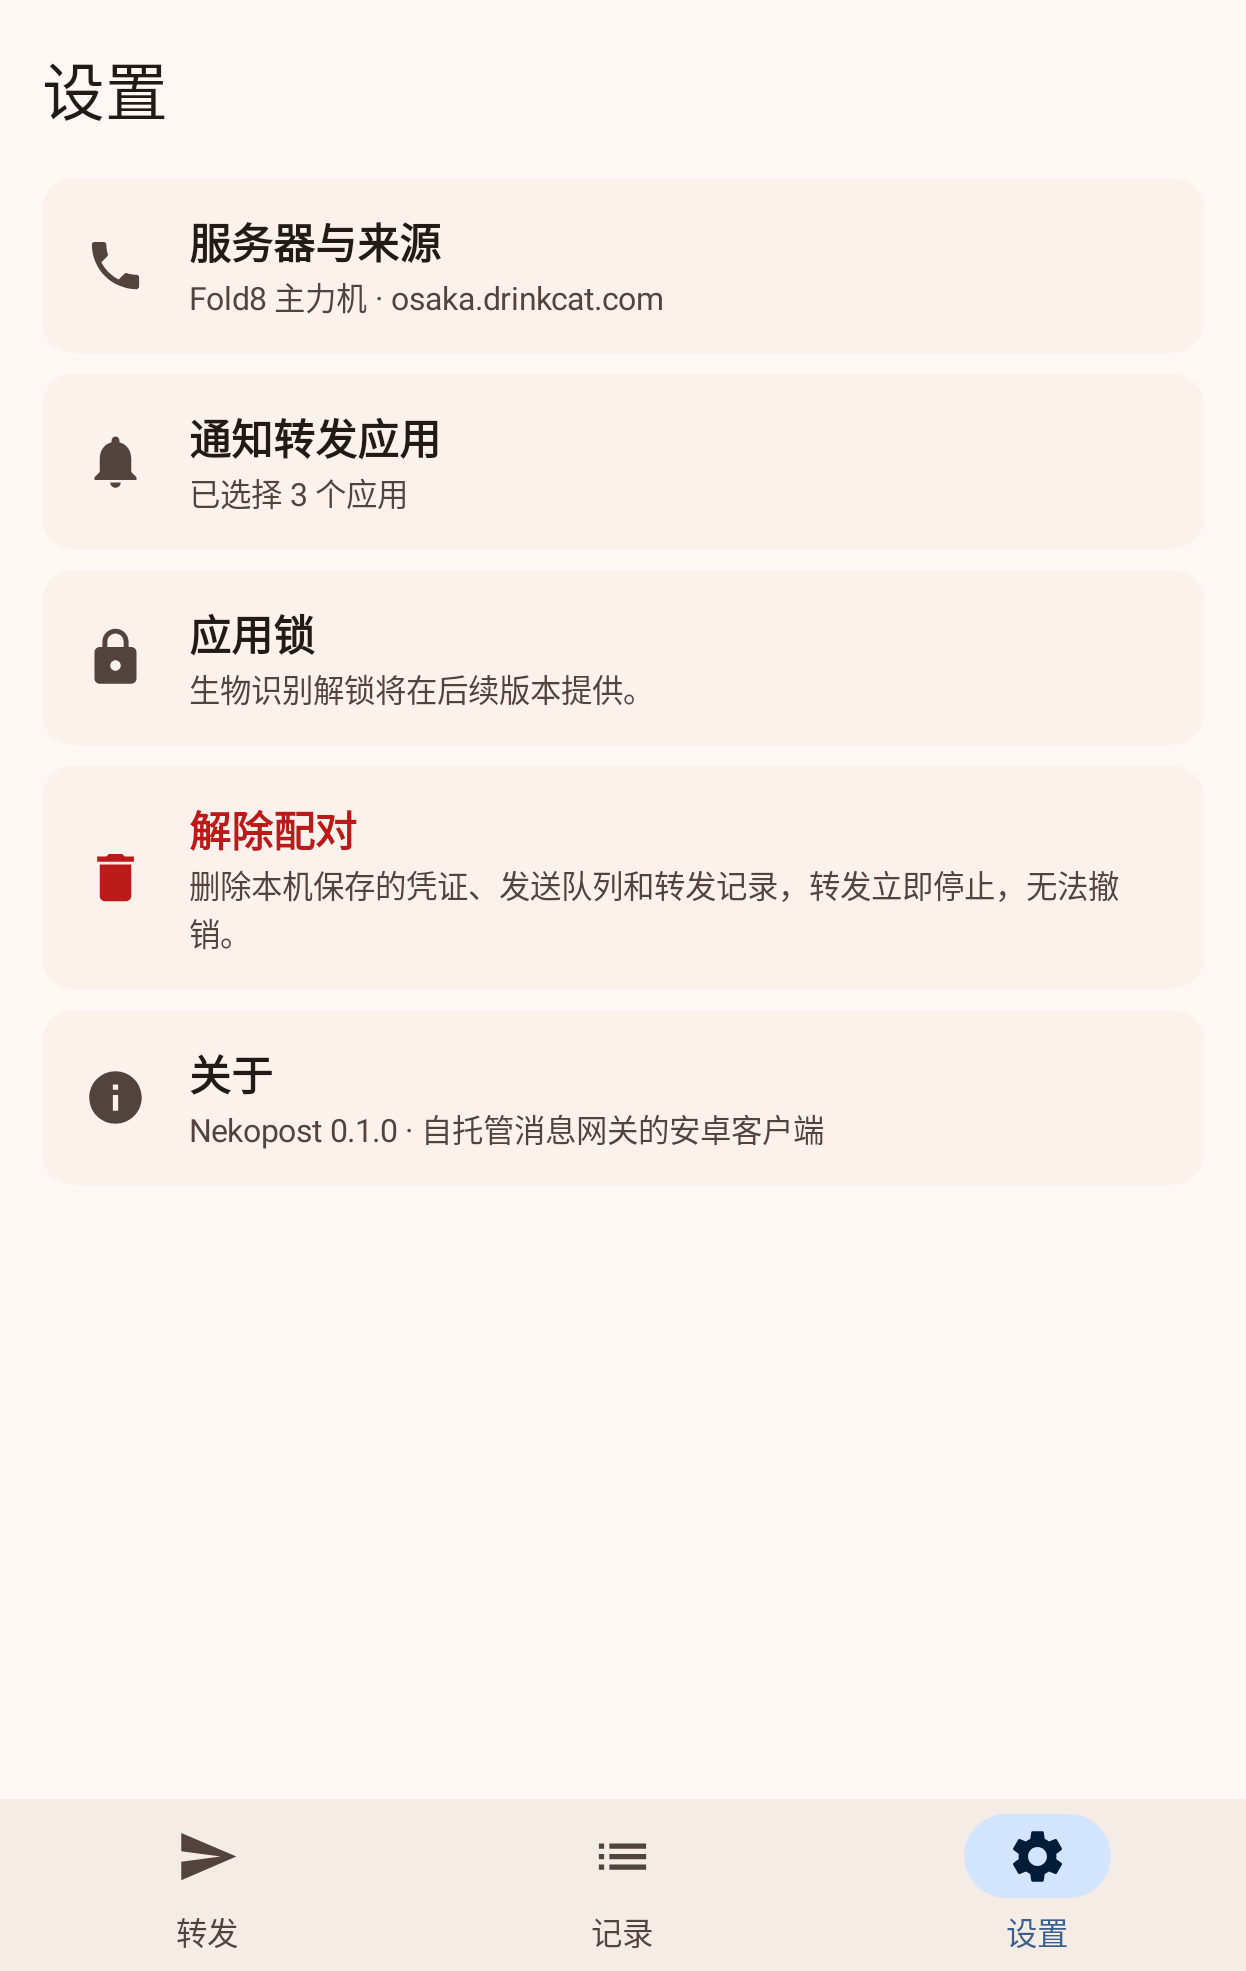 设置
服务器与来源
Fold8 主力机 · osaka.drinkcat.com
通知转发应用
已选择 3 个应用
应用锁
生物识别解锁将在后续版本提供。
解除配对
删除本机保存的凭证、发送队列和转发记录，转发立即停止，无法撤
销。
关于
Nekopost 0.1.0 · 自托管消息网关的安卓客户端
转发
记录
设置